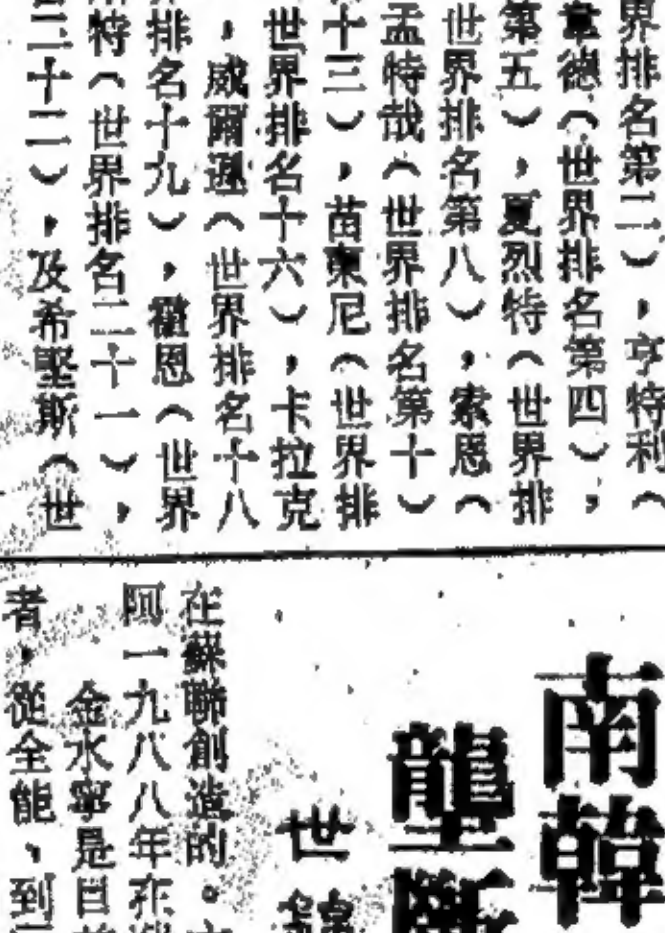 界排名第二），亨特利（
韋德（世界排名第四），
第五），夏烈特（世界排
世界排名第八），索恩（
孟特哉（世界排名第十
十三），苗東尼（世界排
世界排名十六），卡拉克
，威爾遜（世界排名十八
排名十九），霍恩（世界
特（世界排名二十一），
三十二），及希堅斯（世
南韓
壟斷
世錦
在蘇聯創造的。
一九八八年在
金水寧是目前
者，從全能，到